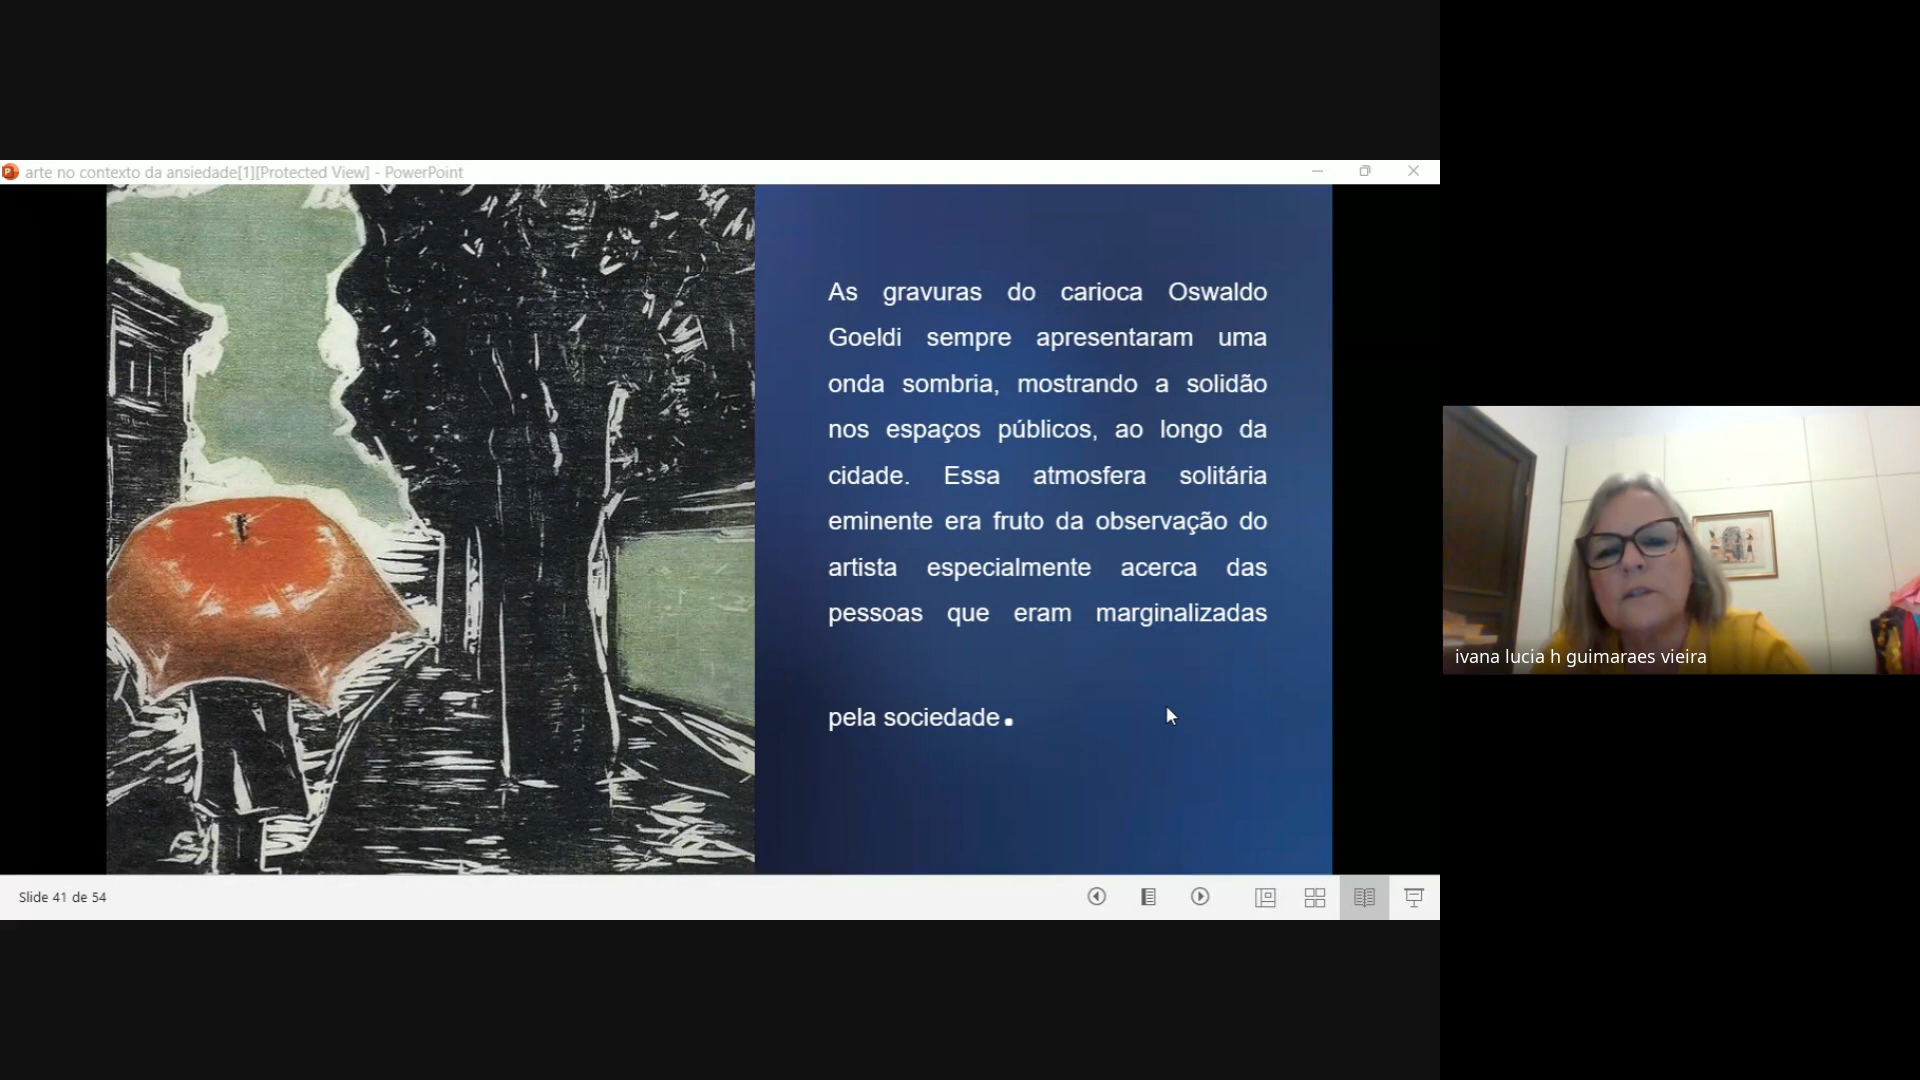 arte no contexto da ansiedade[1][Protected View] - PowerPoint
As gravuras do carioca Oswaldo
Goeldi sempre apresentaram uma
onda sombria, mostrando a solidão
nos espaços públicos, ao longo da
cidade. Essa atmosfera solitária
eminente era fruto da observação do
artista especialmente acerca das
pessoas que eram marginalizadas
pela sociedade.
ivana lucia h guimaraes vieira
Slide 41 de 54